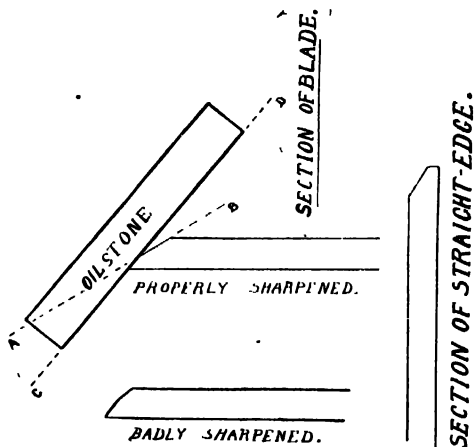 SECTION OF BLADE.
D
OILSTONE
B
A
C
PROPERLY SHARPENED.
BADLY SHARPENED.
SECTION OF STRAIGHT-EDGE.